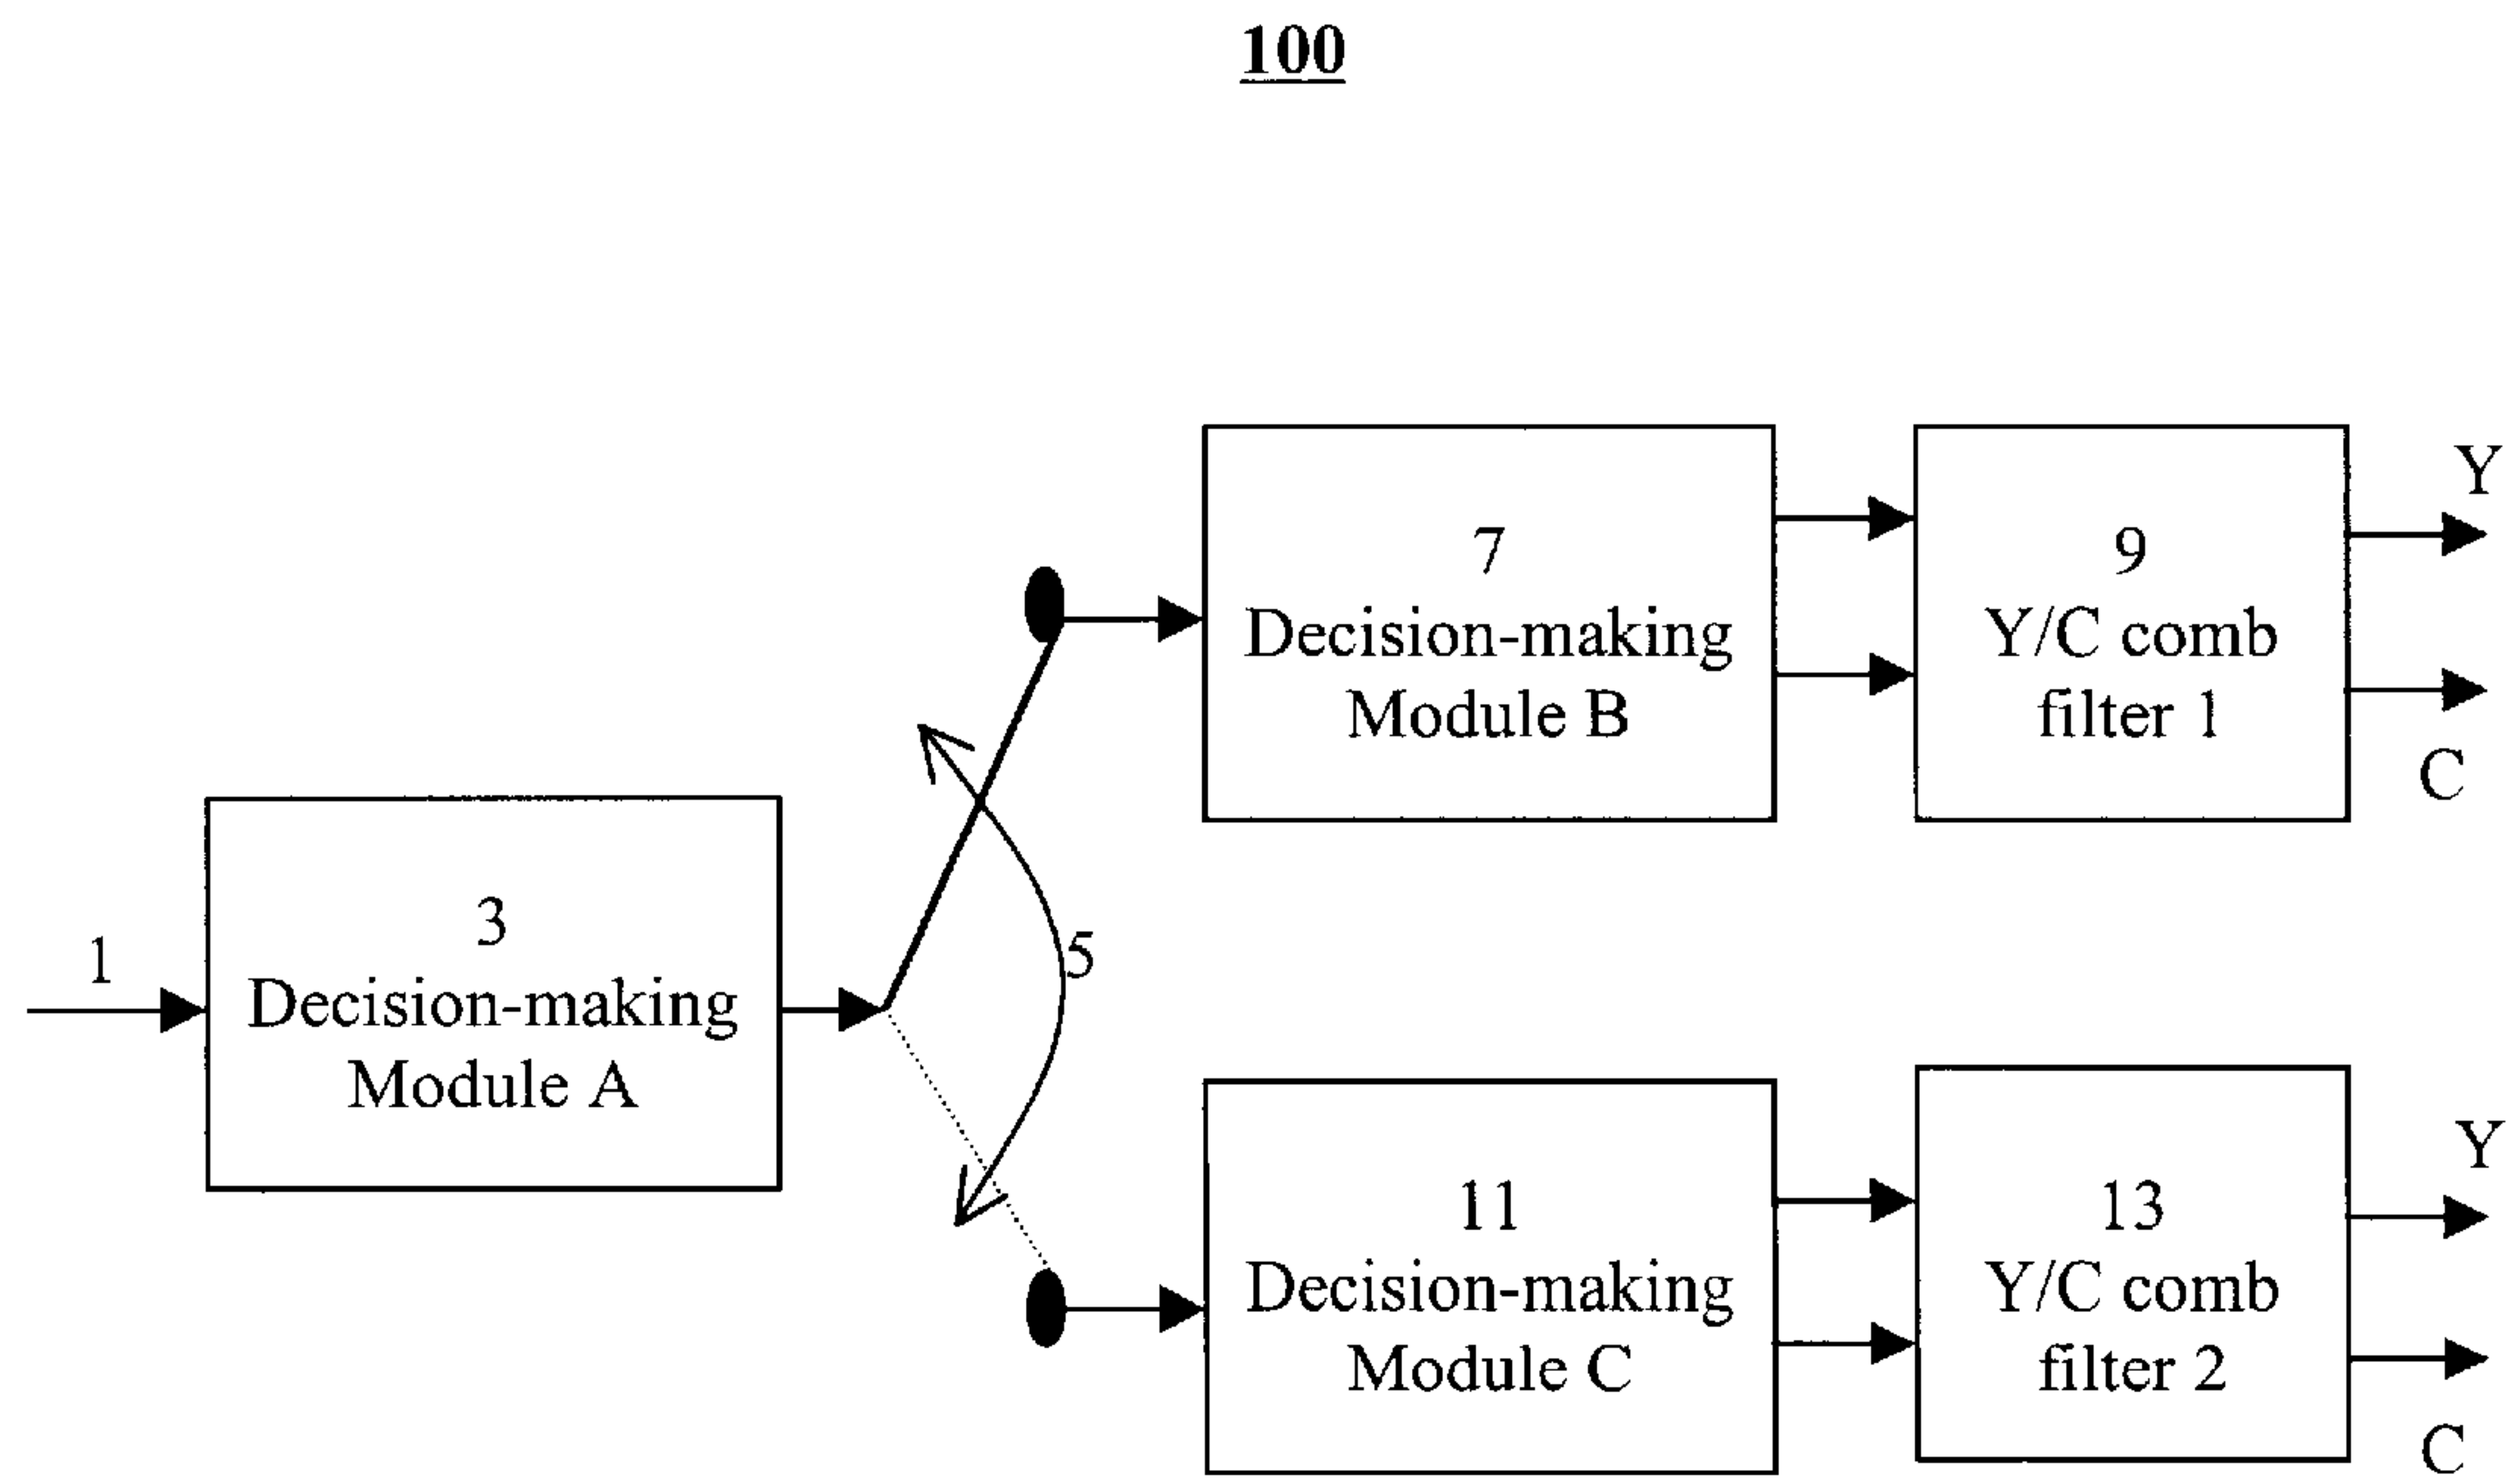 100
7
Decision-making
Module B
9
Y/C comb
filter 1
Y
C
1
3
Decision-making
Module A
5
11
Decision-making
Module C
13
Y/C comb
filter 2
Y
C